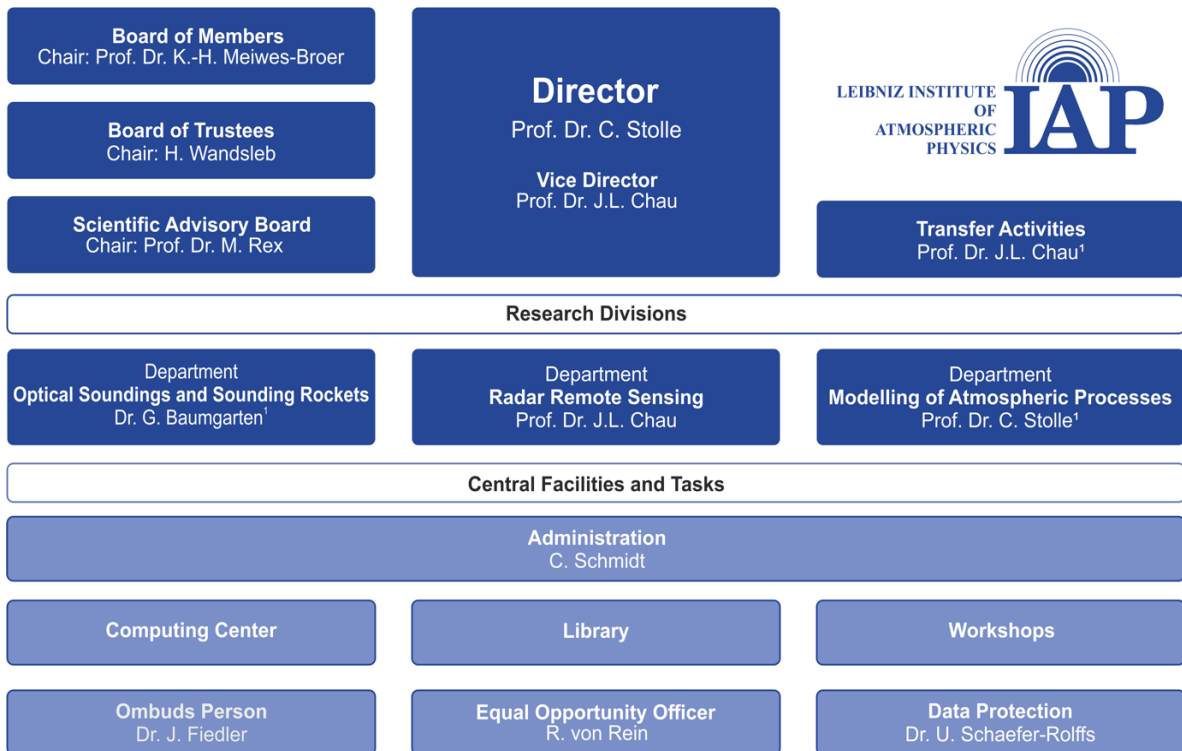 Board of Members
Chair: Prof. Dr. K.-H. Meiwes-Broer
Board of Trustees
Chair: H. Wandsleb
Scientific Advisory Board
Chair: Prof. Dr. M. Rex
Director
Prof. Dr. C. Stolle
Vice Director
Prof. Dr. J.L. Chau
LEIBNIZ INSTITUTE
OF
ATMOSPHERIC
PHYSICS
IAP
Transfer Activities
Prof. Dr. J.L. Chau¹
Research Divisions
Department
Optical Soundings and Sounding Rockets
Dr. G. Baumgarten¹
Department
Radar Remote Sensing
Prof. Dr. J.L. Chau
Department
Modelling of Atmospheric Processes
Prof. Dr. C. Stolle¹
Central Facilities and Tasks
Administration
C. Schmidt
Computing Center
Library
Workshops
Ombuds Person
Dr. J. Fiedler
Equal Opportunity Officer
R. von Rein
Data Protection
Dr. U. Schaefer-Rolffs